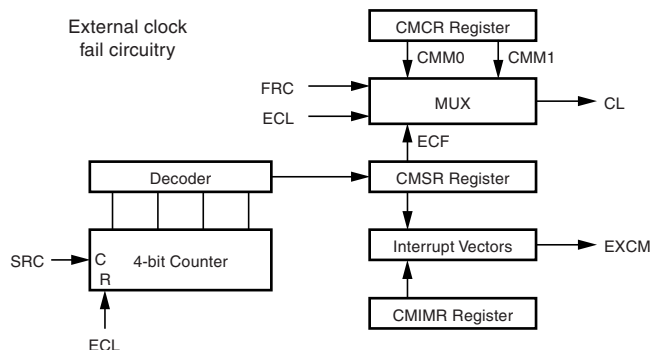 External clock
fail circuitry
CMCR Register
CMM0
CMM1
FRC
ECL
MUX
CL
ECF
Decoder
CMSR Register
SRC
C
R
4-bit Counter
Interrupt Vectors
EXCM
CMIMR Register
ECL